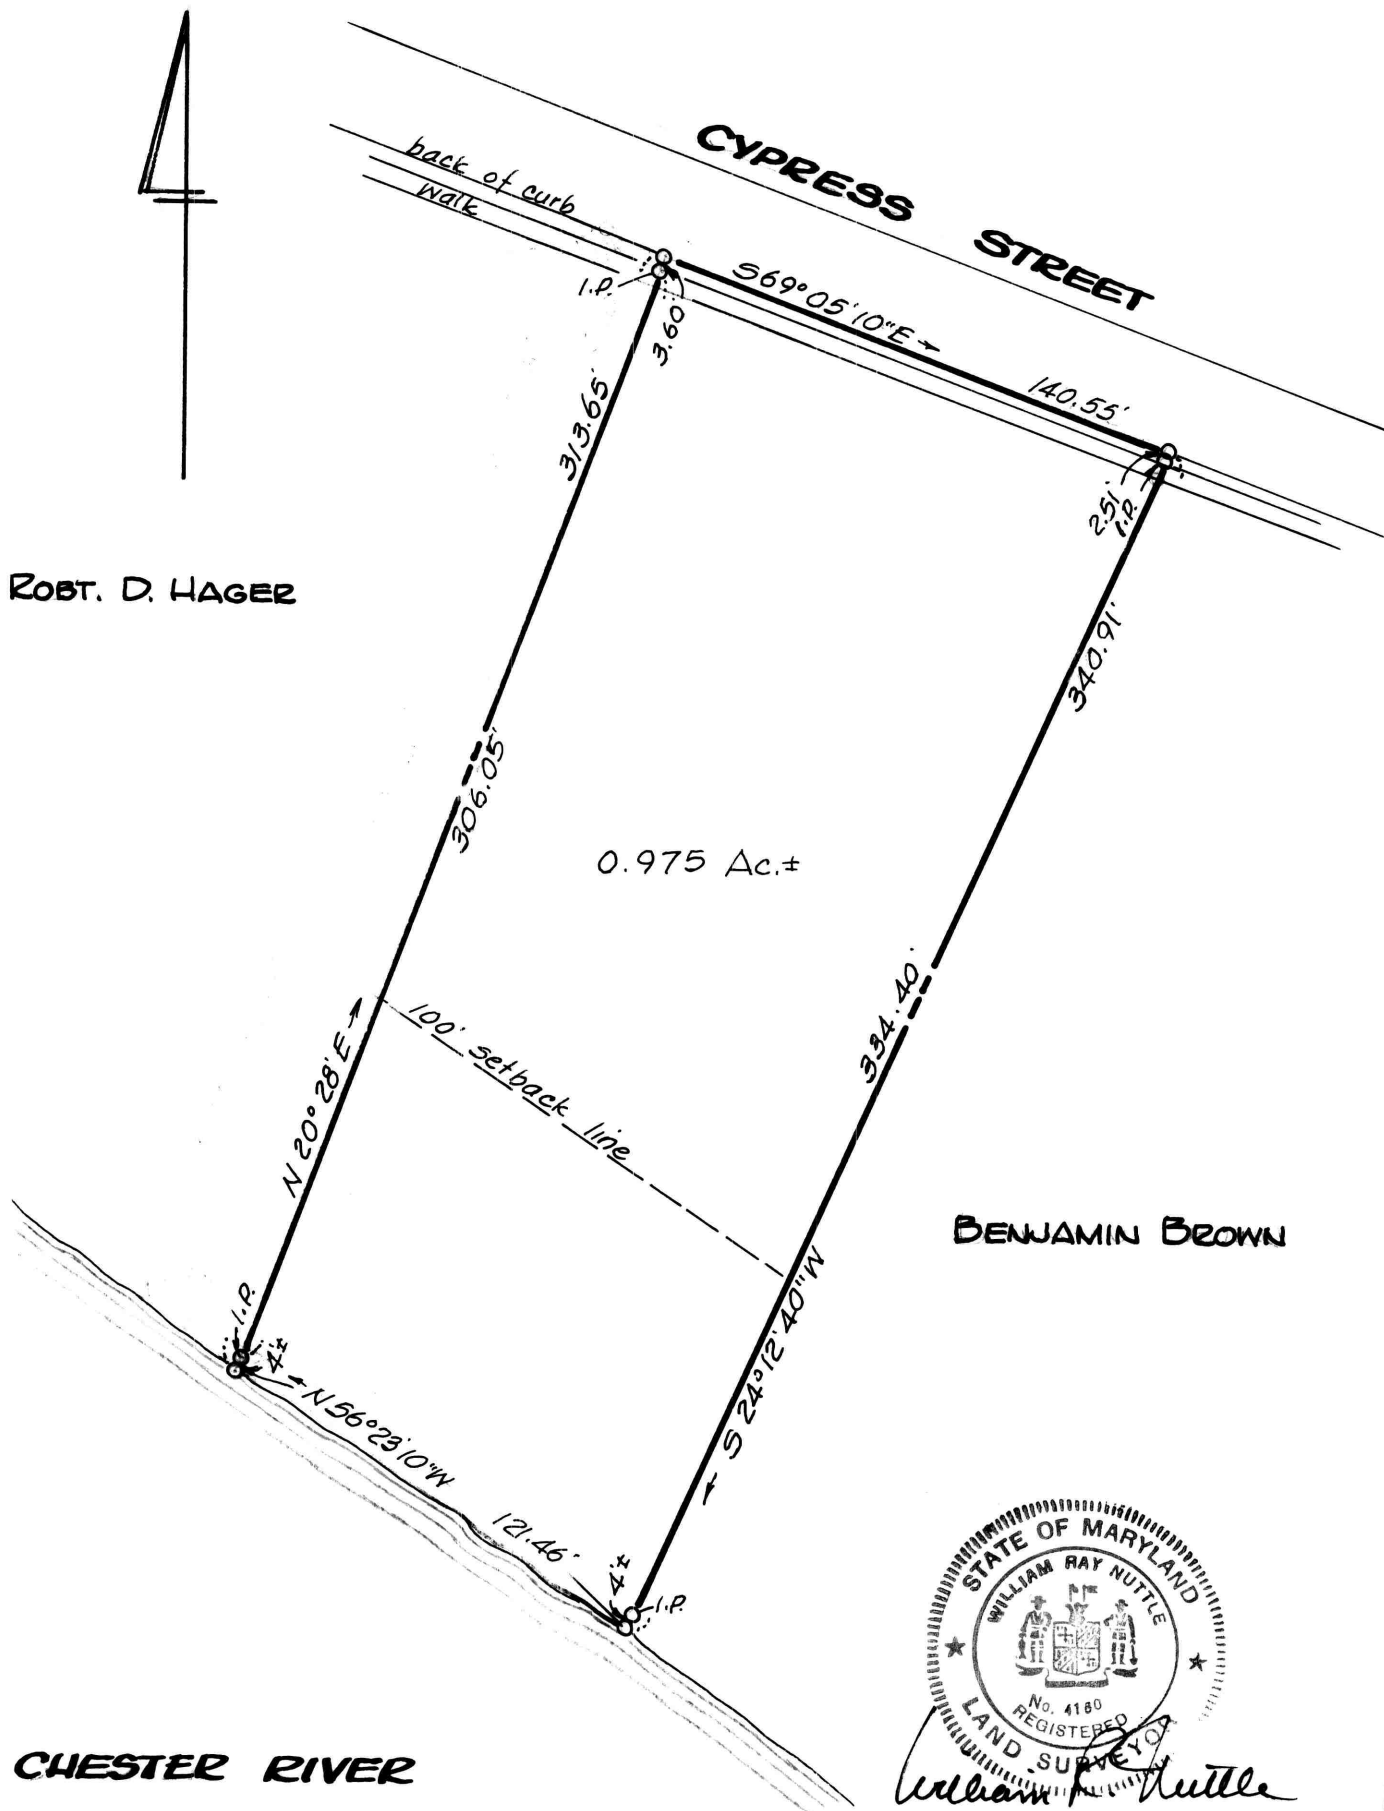 CYPRESS STREET
back of curb
walk
I.P.
3.60'
S69°05'10"E
140.55'
2.51'
I.P.
313.65'
340.91'
ROBT. D. HAGER
306.05'
0.975 Ac.±
334.40'
100' setback line
N 20° 28' E
BENJAMIN BROWN
S 24°12'40"W
I.P.
4'±
N56°23'10"W
121.46'
4'±
I.P.
STATE OF MARYLAND
WILLIAM RAY NUTTLE
No. 4160
REGISTERED
LAND SURVEYOR
CHESTER RIVER
William R. Nuttle